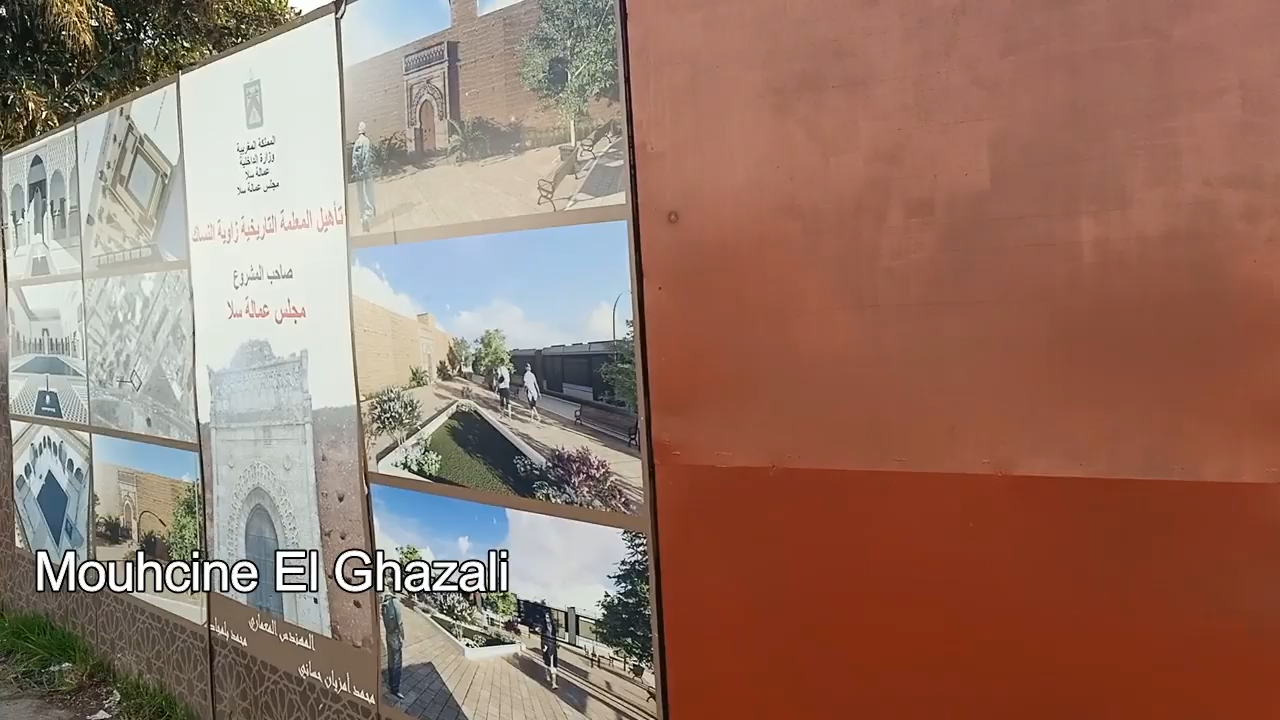 المملكة المغربية
وزارة الداخلية
عمالة سلا
مجلس عمالة سلا
تأهيل المعلمة التاريخية زاوية النساك
صاحب المشروع
مجلس عمالة سلا
Mouhcine El Ghazali
المهندس المعماري
محمد أمزيان حساني
محمد